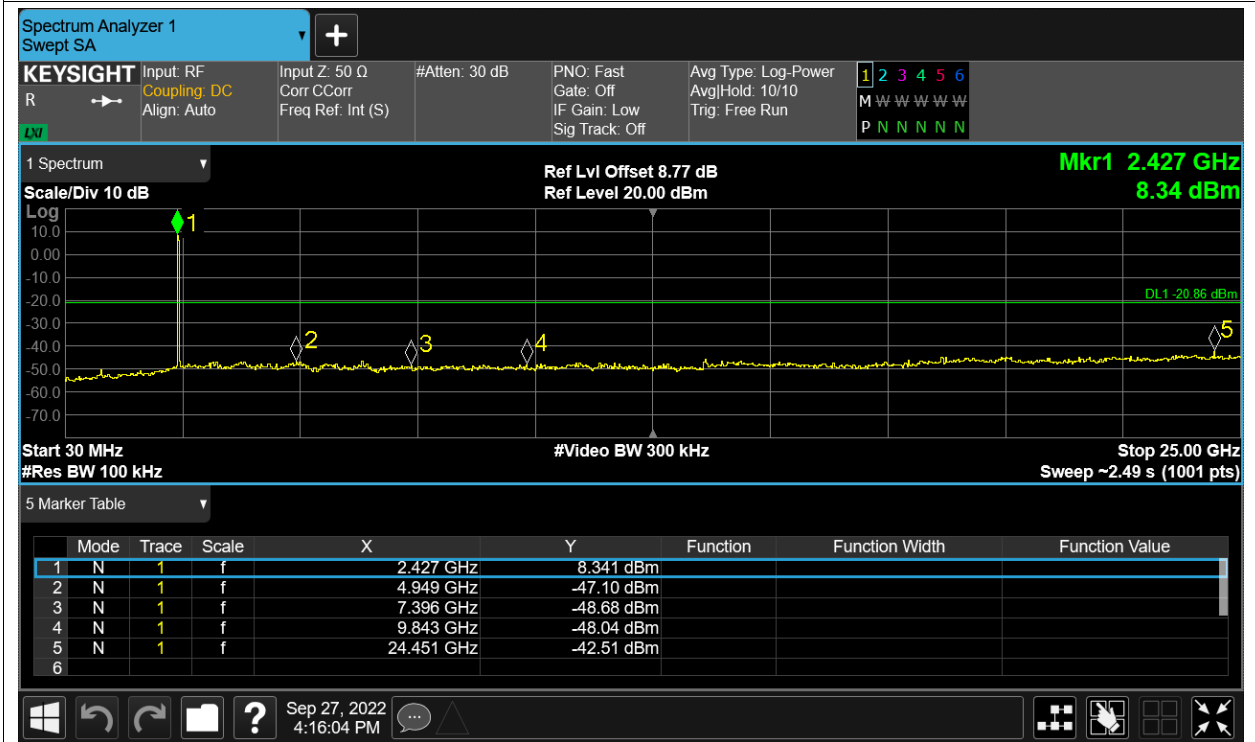 Spectrum Analyzer 1
Swept SA
+
KEYSIGHT
R
LXI
Input: RF
Coupling: DC
Align: Auto
Input Z: 50 Ω
Corr CCorr
Freq Ref: Int (S)
#Atten: 30 dB
PNO: Fast
Gate: Off
IF Gain: Low
Sig Track: Off
Avg Type: Log-Power
Avg|Hold: 10/10
Trig: Free Run
1 2 3 4 5 6
M W W W W W
P N N N N N
1 Spectrum
Scale/Div 10 dB
Ref Lvl Offset 8.77 dB
Ref Level 20.00 dBm
Mkr1 2.427 GHz
8.34 dBm
Log
10.0
0.00
-10.0
-20.0
-30.0
-40.0
-50.0
-60.0
-70.0
1
2
3
4
5
DL1 -20.86 dBm
Start 30 MHz
#Video BW 300 kHz
Stop 25.00 GHz
#Res BW 100 kHz
Sweep ~2.49 s (1001 pts)
5 Marker Table
Mode Trace Scale X Y Function Function Width Function Value
1 N 1 f 2.427 GHz 8.341 dBm
2 N 1 f 4.949 GHz -47.10 dBm
3 N 1 f 7.396 GHz -48.68 dBm
4 N 1 f 9.843 GHz -48.04 dBm
5 N 1 f 24.451 GHz -42.51 dBm
6
?
Sep 27, 2022
4:16:04 PM